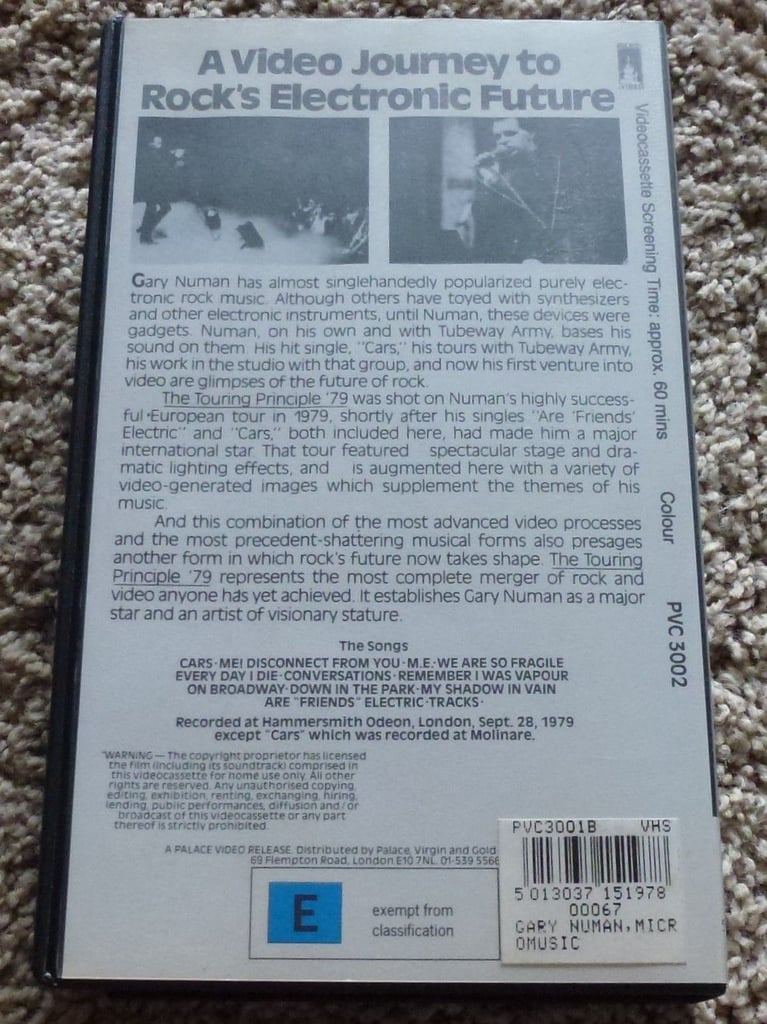 A Video Journey to
Rock's Electronic Future
VIDEO
Videocassette Screening Time: approx. 60 mins Colour PVC 3002
Gary Numan has almost singlehandedly popularized purely elec-
tronic rock music. Although others have toyed with synthesizers
and other electronic instruments, until Numan, these devices were
gadgets. Numan, on his own and with Tubeway Army, bases his
sound on them. His hit single, "Cars," his tours with Tubeway Army,
his work in the studio with that group, and now his first venture into
video are glimpses of the future of rock.
The Touring Principle '79 was shot on Numan's highly success-
ful European tour in 1979, shortly after his singles "Are 'Friends'
Electric" and "Cars," both included here, had made him a major
international star. That tour featured spectacular stage and dra-
matic lighting effects, and is augmented here with a variety of
video-generated images which supplement the themes of his
music.
And this combination of the most advanced video processes
and the most precedent-shattering musical forms also presages
another form in which rock's future now takes shape. The Touring
Principle '79 represents the most complete merger of rock and
video anyone has yet achieved. It establishes Gary Numan as a major
star and an artist of visionary stature.
The Songs
CARS·ME! DISCONNECT FROM YOU·M.E.·WE ARE SO FRAGILE
EVERY DAY I DIE·CONVERSATIONS·REMEMBER I WAS VAPOUR
ON BROADWAY·DOWN IN THE PARK·MY SHADOW IN VAIN
ARE "FRIENDS" ELECTRIC·TRACKS·
Recorded at Hammersmith Odeon, London, Sept. 28, 1979
except "Cars" which was recorded at Molinare.
"WARNING — The copyright proprietor has licensed
the film (including its soundtrack) comprised in
this videocassette for home use only. All other
rights are reserved. Any unauthorised copying,
editing, exhibition, renting, exchanging, hiring,
lending, public performances, diffusion and/or
broadcast of this videocassette or any part
thereof is strictly prohibited.
A PALACE VIDEO RELEASE. Distributed by Palace, Virgin and Gold
69 Flempton Road, London E10 7NL. 01-539 5566
E
exempt from
classification
PVC3001B VHS
5 013037 151978
00067
GARY NUMAN,MICR
OMUSIC